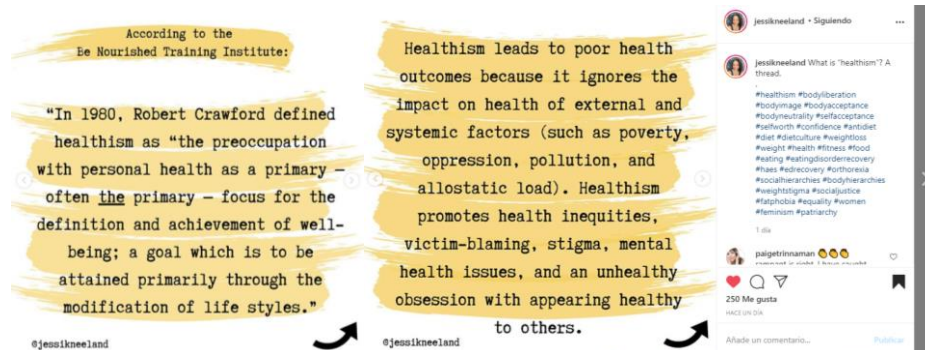 According to the
Be Nourished Training Institute:
“In 1980, Robert Crawford defined
healthism as “the preoccupation
with personal health as a primary —
often the primary — focus for the
definition and achievement of well-
being; a goal which is to be
attained primarily through the
modification of life styles.”
@jessikneeland
Healthism leads to poor health
outcomes because it ignores the
impact on health of external and
systemic factors (such as poverty,
oppression, pollution, and
allostatic load). Healthism
promotes health inequities,
victim-blaming, stigma, mental
health issues, and an unhealthy
obsession with appearing healthy
to others.
@jessikneeland
jessikneeland • Siguiendo
jessikneeland What is "healthism"? A
thread.
.
#healthism #bodyliberation
#bodyimage #bodyacceptance
#bodyneutrality #selfacceptance
#selfworth #confidence #antidiet
#diet #dietculture #weightloss
#weight #health #fitness #food
#eating #eatingdisorderrecovery
#haes #edrecovery #orthorexia
#socialhierarchies #bodyhierarchies
#weightstigma #socialjustice
#fatphobia #equality #women
#feminism #patriarchy
1 día
paigetrinnaman 👏👏👏
250 Me gusta
HACE UN DÍA
Añade un comentario... Publicar